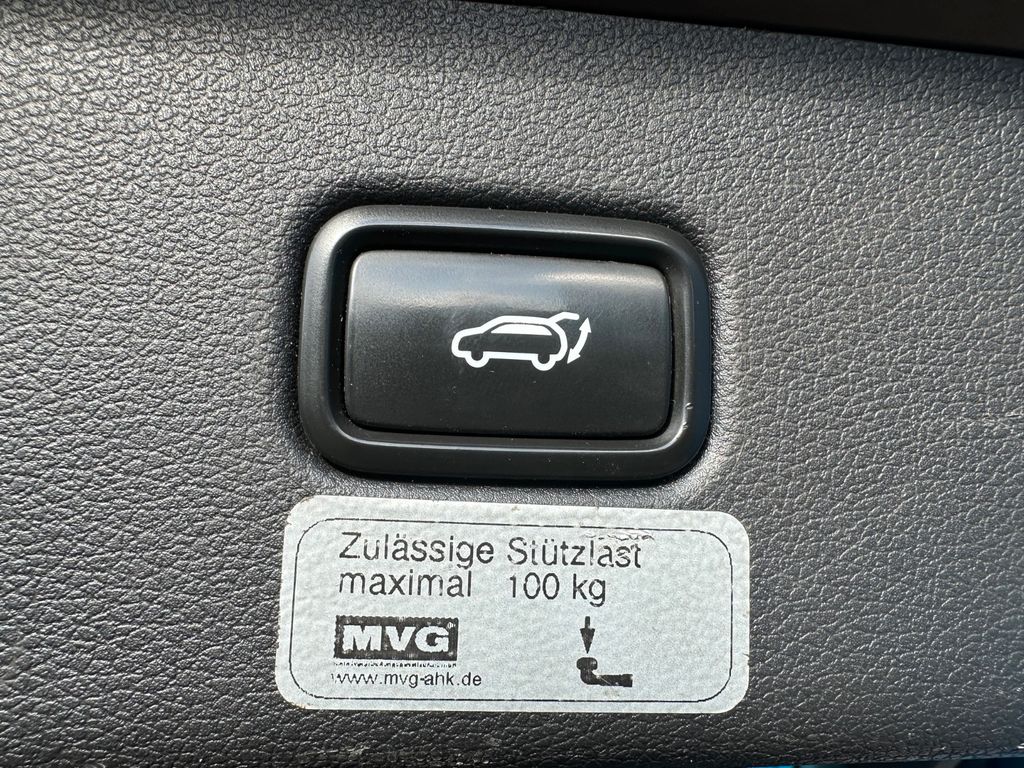 Zulässige Stützlast
maximal 100 kg
MVG
www.mvg-ahk.de